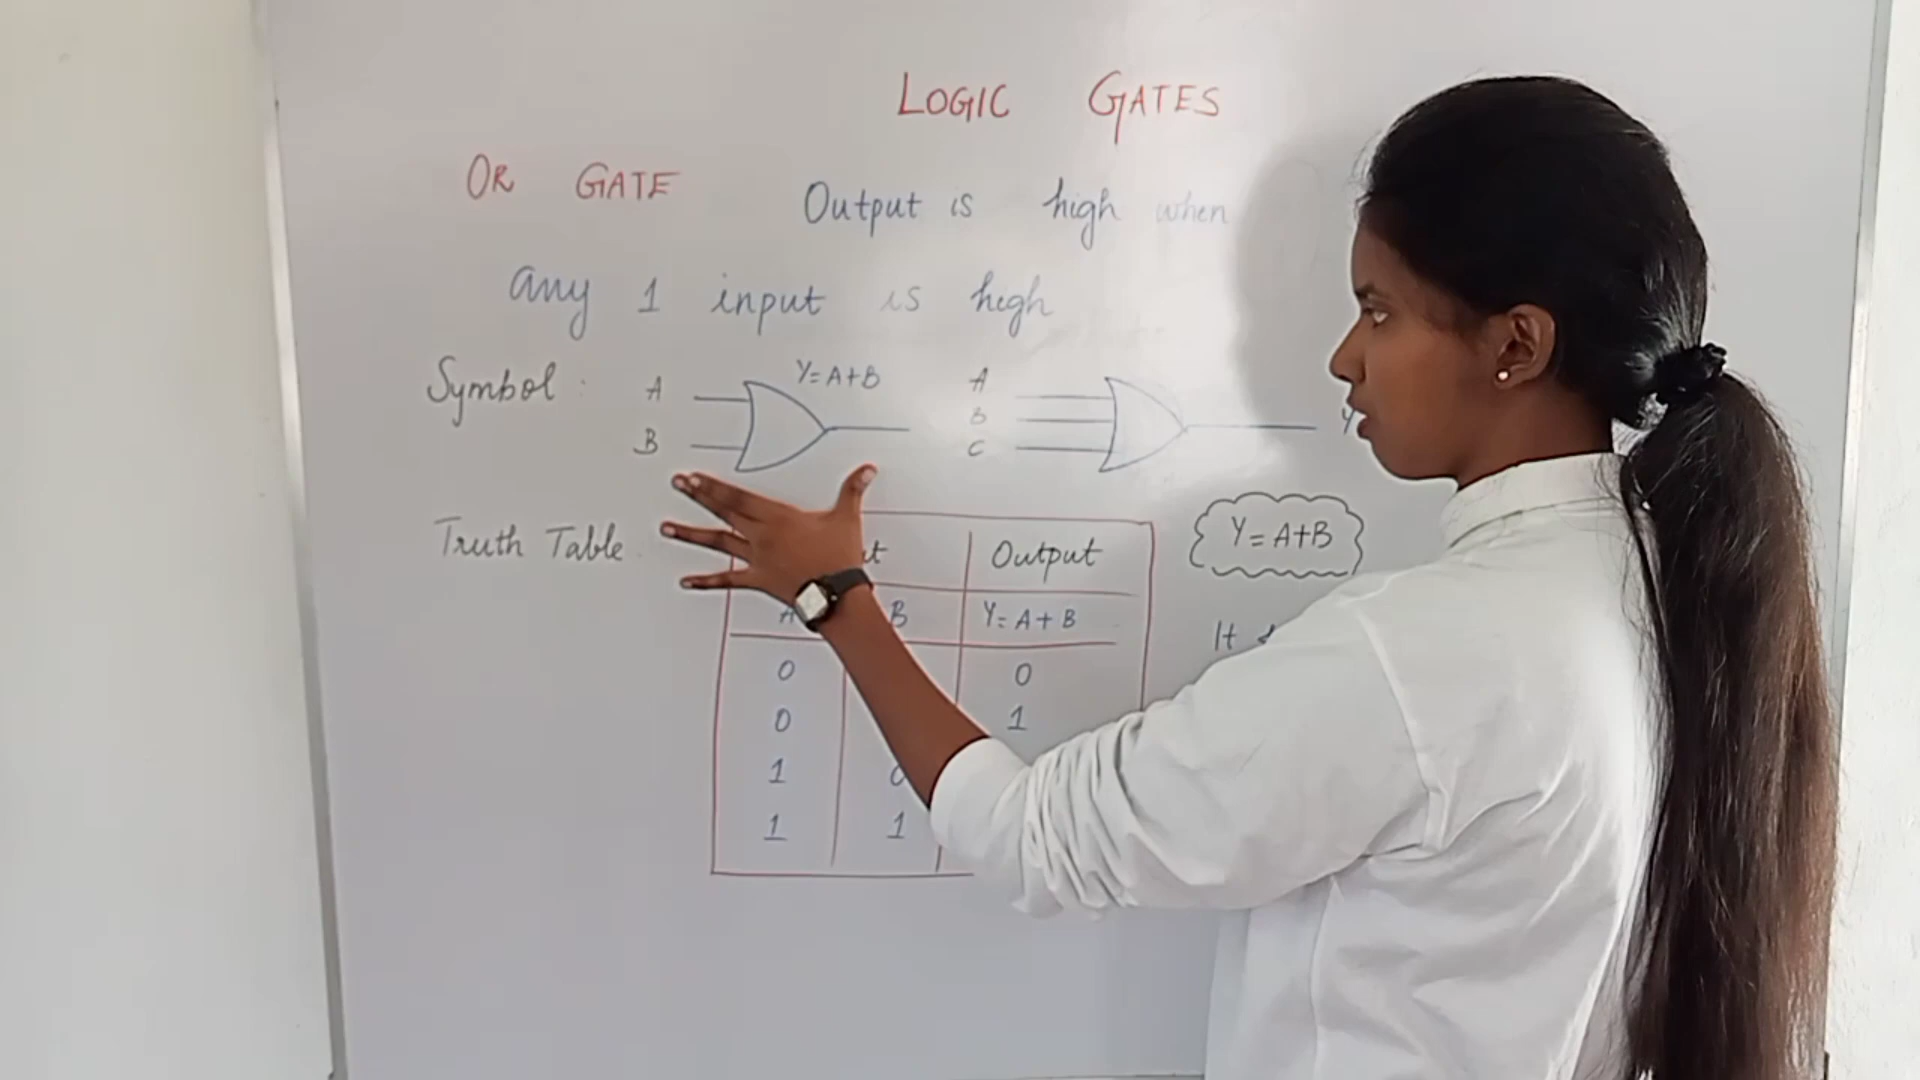 LOGIC GATES
OR GATE Output is high when
any 1 input is high
Symbol : A Y=A+B A
B B Y
C
Truth Table Output Y = A+B
A B Y= A + B It
0 0
0 1
1 0
1 1